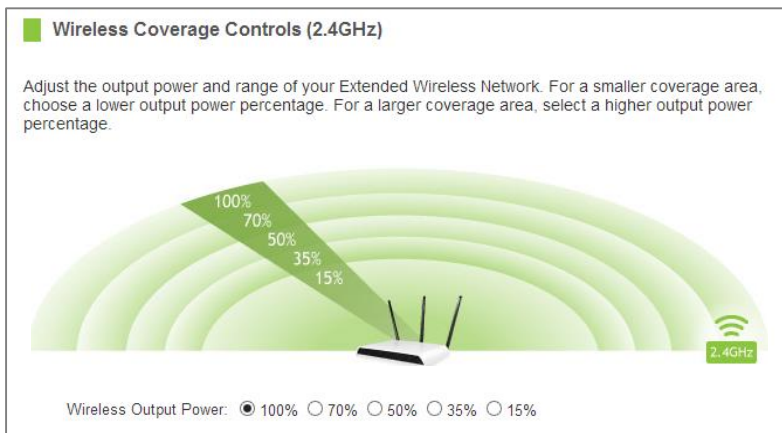 Wireless Coverage Controls (2.4GHz)
Adjust the output power and range of your Extended Wireless Network. For a smaller coverage area,
choose a lower output power percentage. For a larger coverage area, select a higher output power
percentage.
100%
70%
50%
35%
15%
2.4GHz
Wireless Output Power: 100% 70% 50% 35% 15%